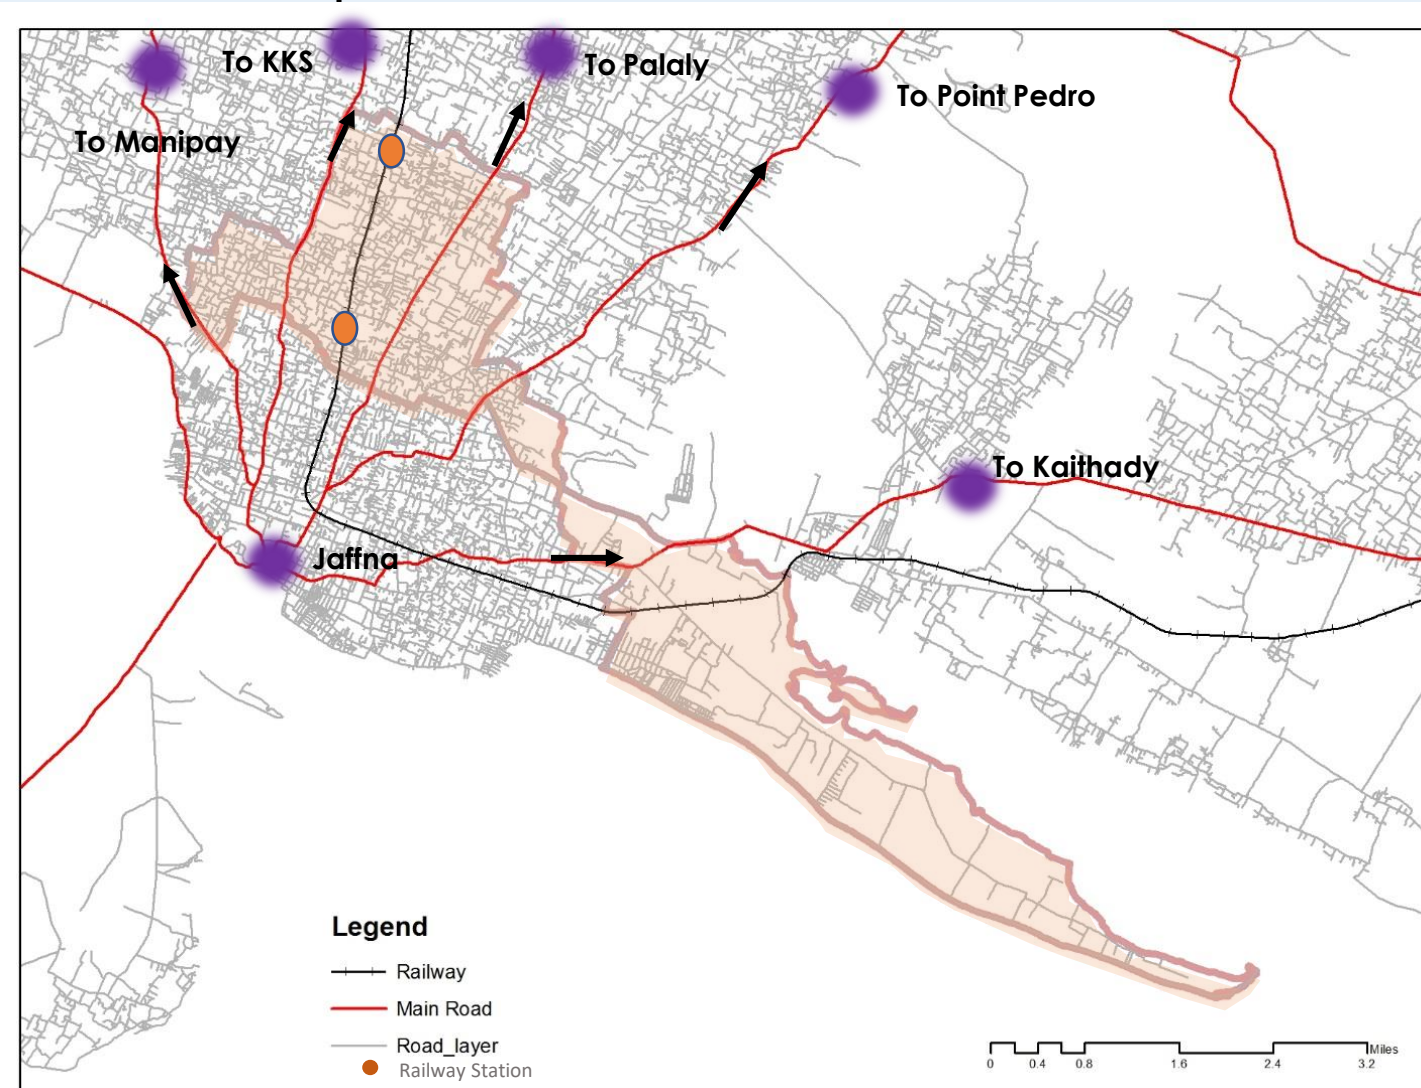 To KKS
To Palaly
To Point Pedro
To Manipay
To Kaithady
Jaffna
Legend
Railway
Main Road
Road_layer
Railway Station
Miles
0 0.4 0.8 1.6 2.4 3.2